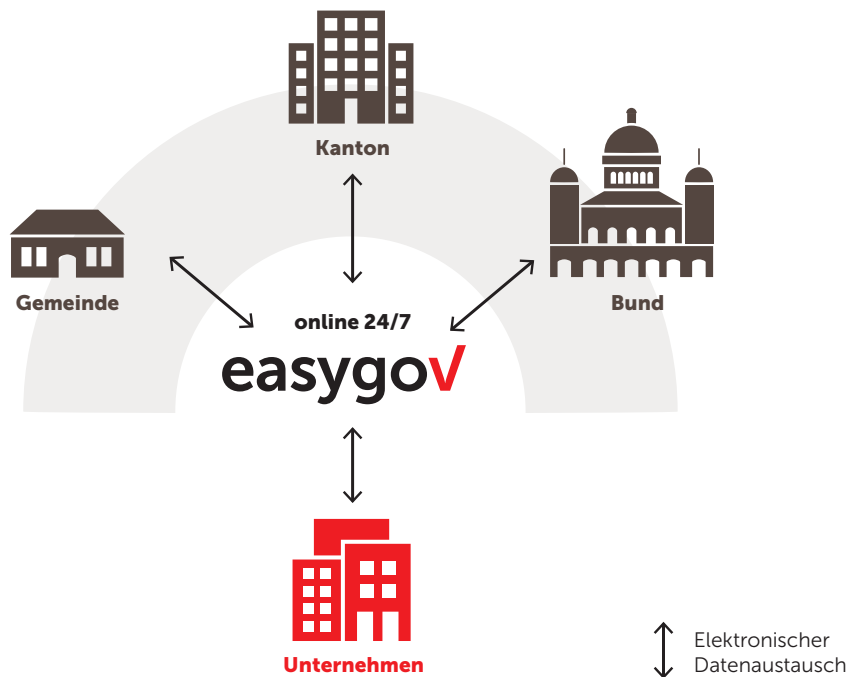 Kanton
Gemeinde
Bund
online 24/7
easygov
Unternehmen
Elektronischer
Datenaustausch